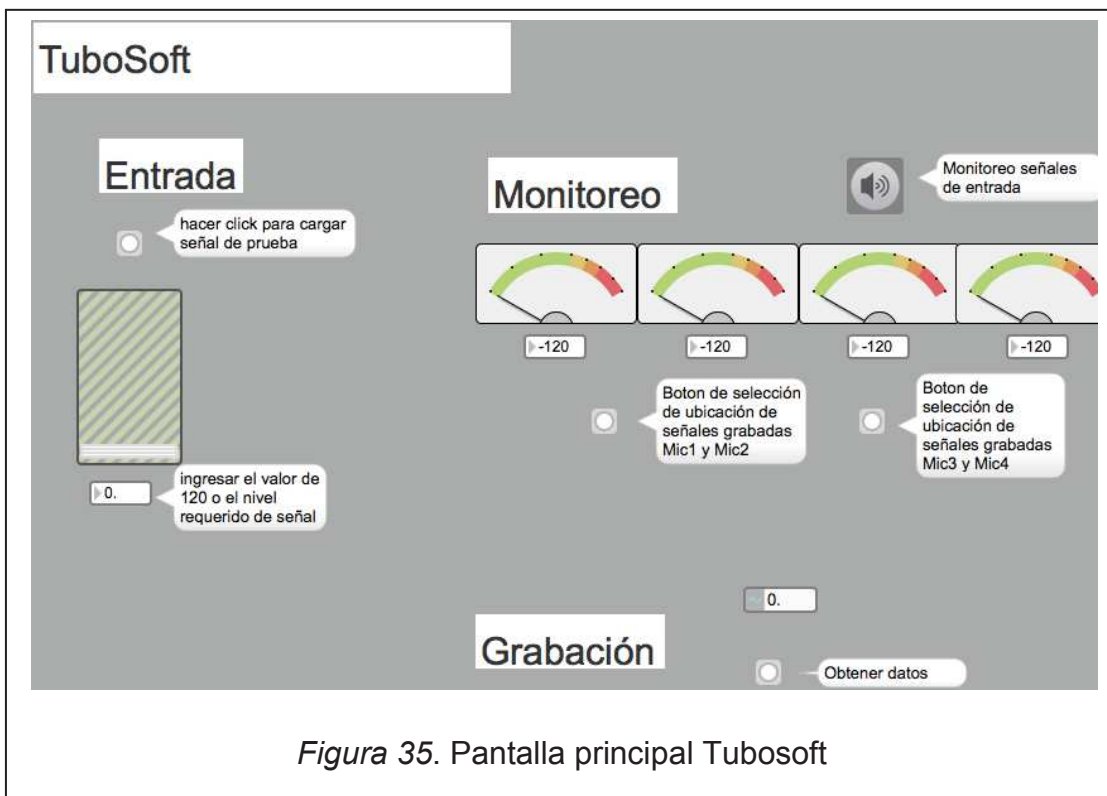 TuboSoft
Entrada
hacer click para cargar
señal de prueba
0.
ingresar el valor de
120 o el nivel
requerido de señal
Monitoreo
Monitoreo señales
de entrada
-120
-120
-120
-120
Boton de selección
de ubicación de
señales grabadas
Mic1 y Mic2
Boton de
selección de
ubicación de
señales grabadas
Mic3 y Mic4
0.
Grabación
Obtener datos
Figura 35. Pantalla principal Tubosoft